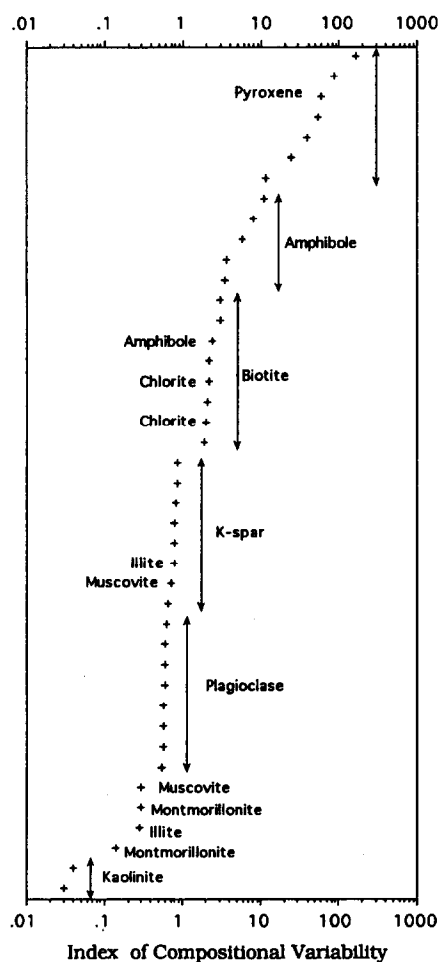 .01 .1 1 10 100 1000
Pyroxene
Amphibole
Amphibole
Biotite
Chlorite
Chlorite
K-spar
Illite
Muscovite
Plagioclase
Muscovite
Montmorillonite
Illite
Montmorillonite
Kaolinite
.01 .1 1 10 100 1000
Index of Compositional Variability